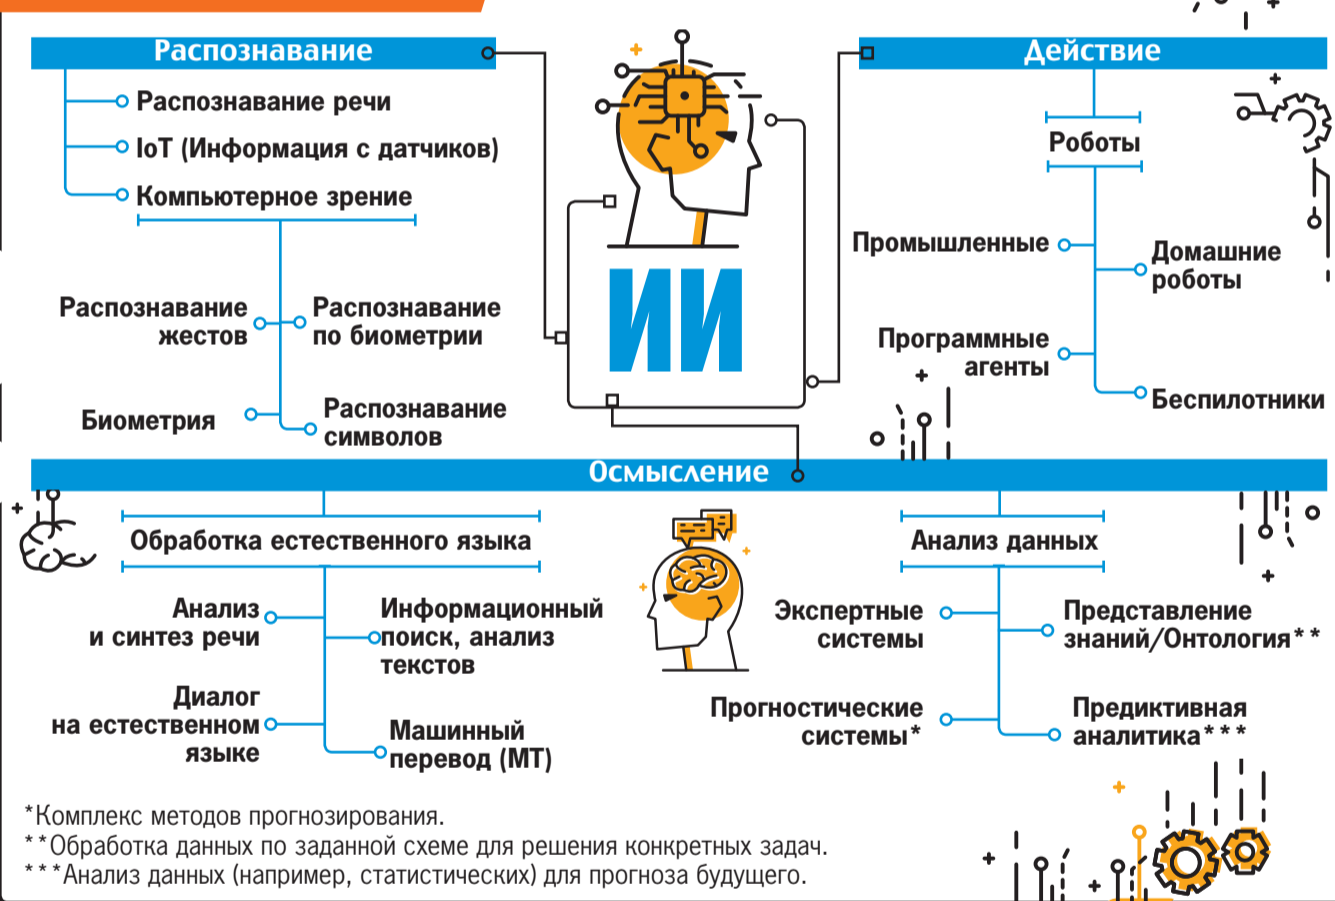 Распознавание
Распознавание речи
IoT (Информация с датчиков)
Компьютерное зрение
Распознавание
жестов
Распознавание
по биометрии
Биометрия
Распознавание
символов
ИИ
Действие
Роботы
Промышленные
Домашние
роботы
Программные
агенты
Беспилотники
Осмысление
Обработка естественного языка
Анализ
и синтез речи
Информационный
поиск, анализ
текстов
Диалог
на естественном
языке
Машинный
перевод (МТ)
Анализ данных
Экспертные
системы
Представление
знаний/Онтология**
Прогностические
системы*
Предиктивная
аналитика***
*Комплекс методов прогнозирования.
**Обработка данных по заданной схеме для решения конкретных задач.
***Анализ данных (например, статистических) для прогноза будущего.